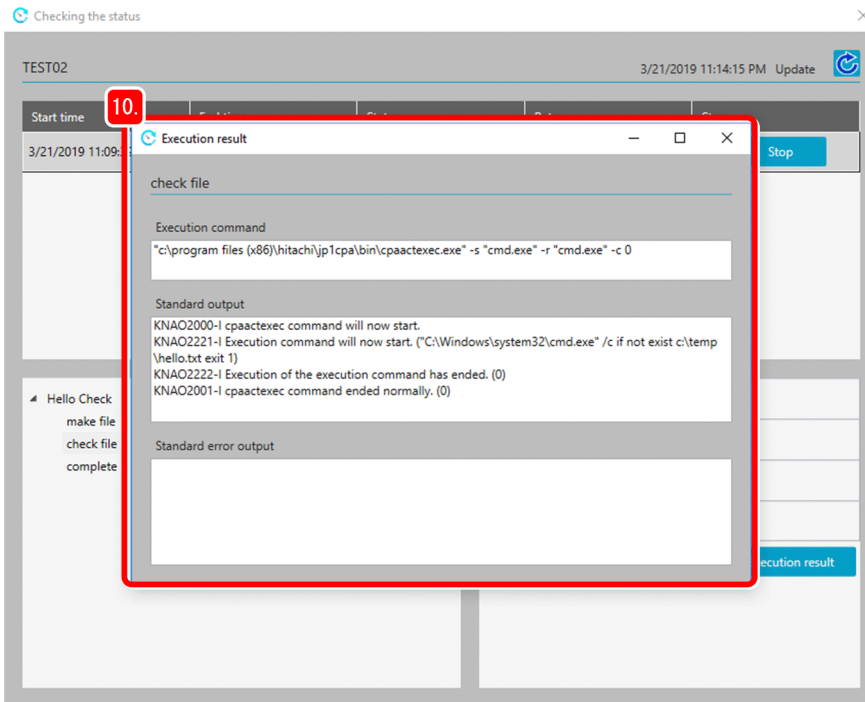 Checking the status
TEST02
3/21/2019 11:14:15 PM Update
10.
Start time
3/21/2019 11:09:
Stop
Execution result
check file
Execution command
"c:\program files (x86)\hitachi\jp1cpa\bin\cpaactexec.exe" -s "cmd.exe" -r "cmd.exe" -c 0
Standard output
KNAO2000-I cpaactexec command will now start.
KNAO2221-I Execution command will now start. ("C:\Windows\system32\cmd.exe" /c if not exist c:\temp
\hello.txt exit 1)
KNAO2222-I Execution of the execution command has ended. (0)
KNAO2001-I cpaactexec command ended normally. (0)
Standard error output
Hello Check
make file
check file
complete
ecution result